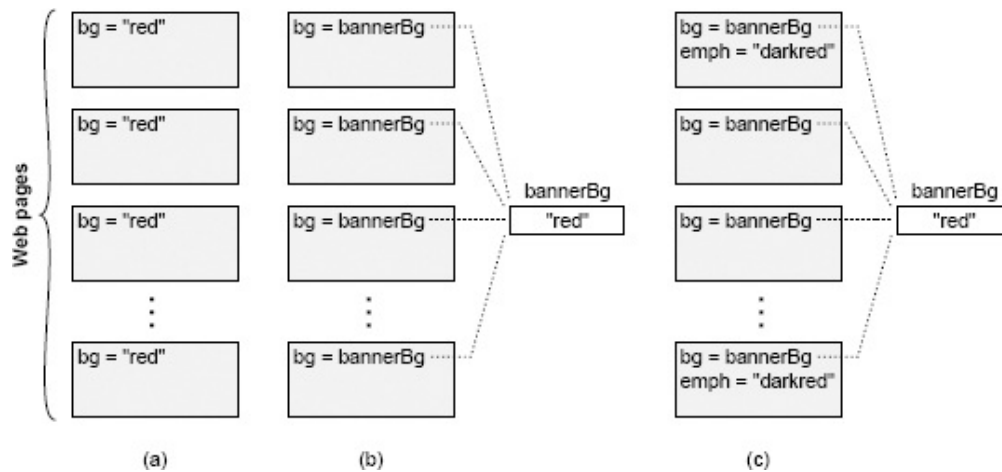 Web pages
bg = "red"
bg = "red"
bg = "red"
bg = "red"
(a)
bg = bannerBg
bg = bannerBg
bg = bannerBg
bg = bannerBg
bannerBg
"red"
(b)
bg = bannerBg
emph = "darkred"
bg = bannerBg
bg = bannerBg
bg = bannerBg
emph = "darkred"
bannerBg
"red"
(c)